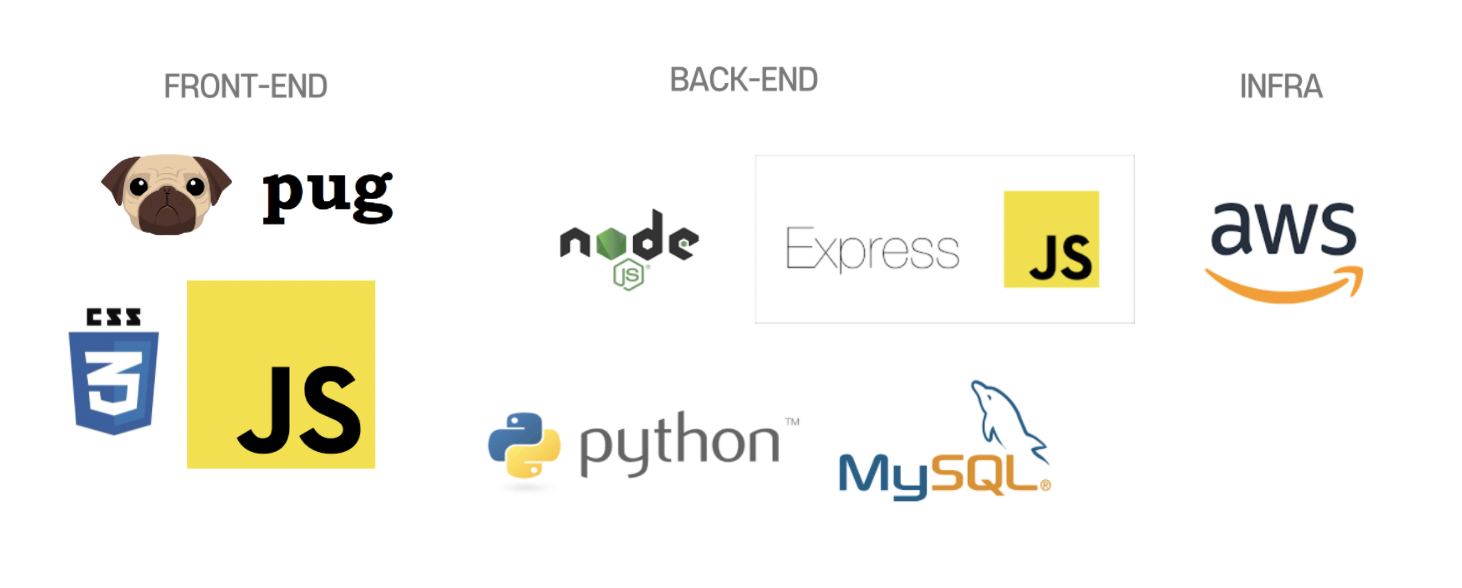 FRONT-END
pug
CSS
3
JS
BACK-END
node
JS®
Express
JS
python™
MySQL®
INFRA
aws